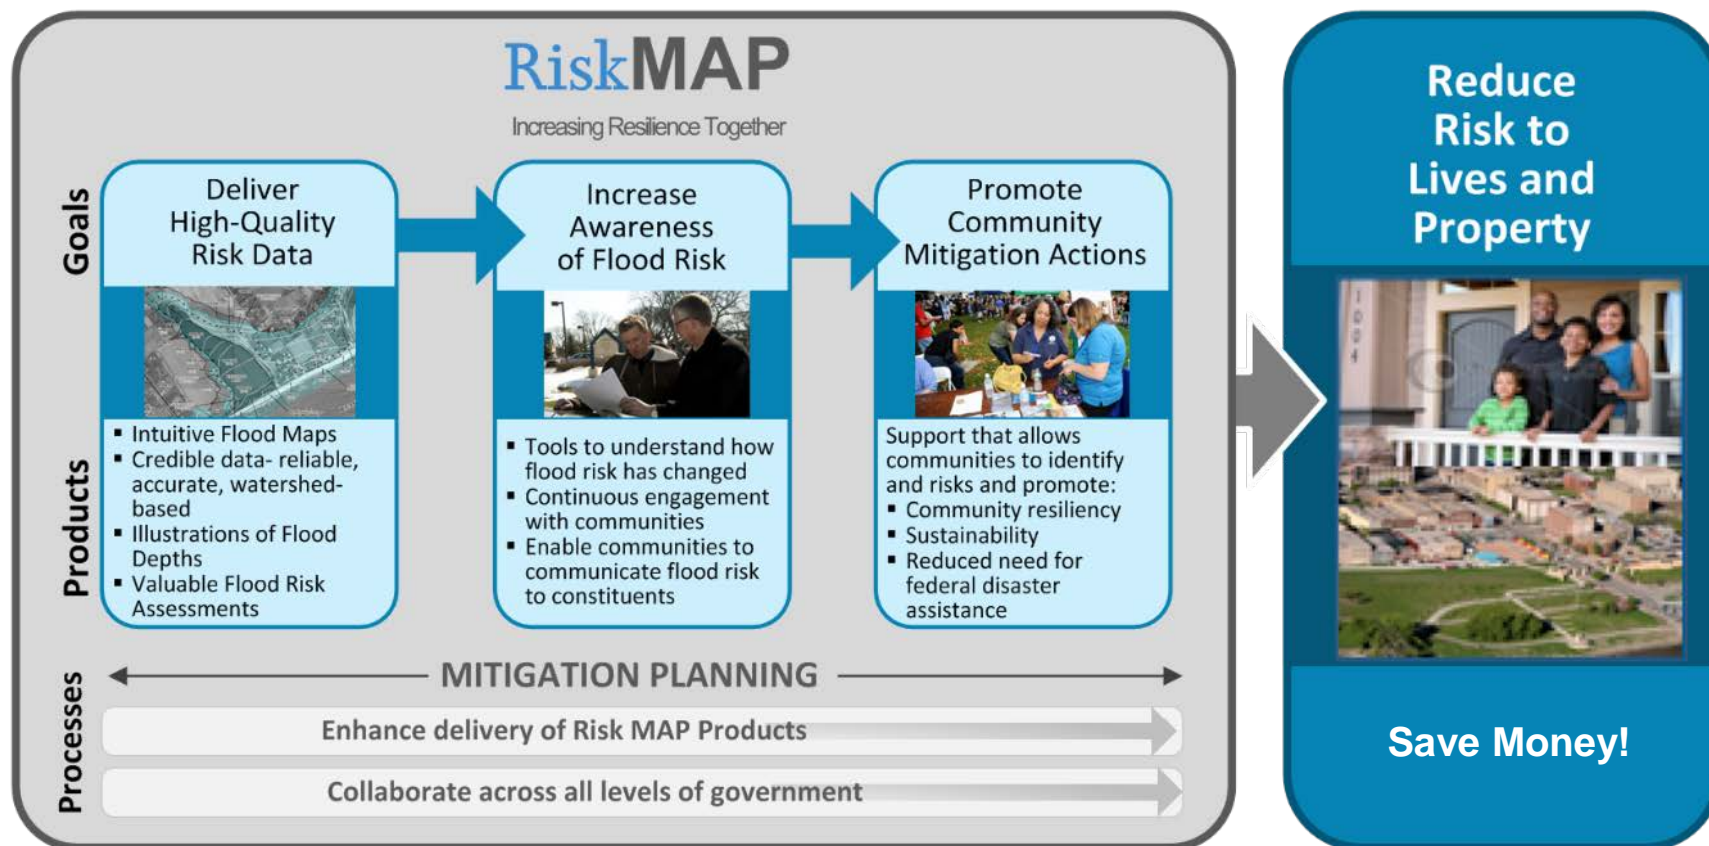 RiskMAP
Increasing Resilience Together
Goals
Deliver
High-Quality
Risk Data
Increase
Awareness
of Flood Risk
Promote
Community
Mitigation Actions
Products
▪ Intuitive Flood Maps
▪ Credible data- reliable,
accurate, watershed-
based
▪ Illustrations of Flood
Depths
▪ Valuable Flood Risk
Assessments
▪ Tools to understand how
flood risk has changed
▪ Continuous engagement
with communities
▪ Enable communities to
communicate flood risk
to constituents
Support that allows
communities to identify
and risks and promote:
▪ Community resiliency
▪ Sustainability
▪ Reduced need for
federal disaster
assistance
Processes
MITIGATION PLANNING
Enhance delivery of Risk MAP Products
Collaborate across all levels of government
Reduce
Risk to
Lives and
Property
1004
Save Money!